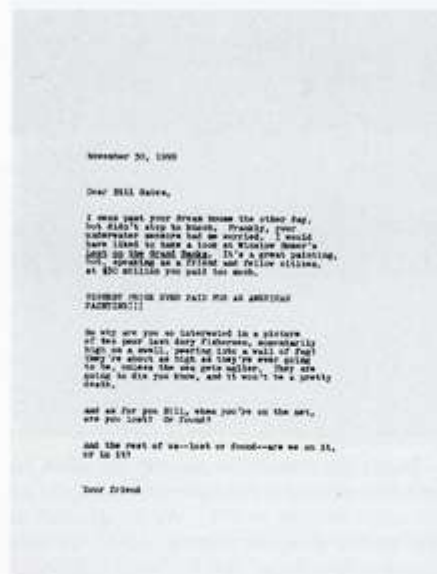 November 30, 1999
Dear Bill Gates,
I swam past your dream house the other day,
but didn't stop to knock. Frankly, your
underwater sensors had me worried. I would
have liked to take a look at Winslow Homer's
Lost on the Grand Banks. It's a great painting,
but, speaking as a friend and fellow citizen,
at $30 million you paid too much.
HIGHEST PRICE EVER PAID FOR AN AMERICAN
PAINTING!!!
So why are you so interested in a picture
of two poor lost dory fishermen, momentarily
high on a swell, peering into a wall of fog?
They're about as high as they're ever going
to be, unless the sea gets uglier. They are
going to die you know, and it won't be a pretty
death.
And as for you Bill, when you're on the net,
are you lost? Or found?
And the rest of us--lost or found--are we on it,
or in it?
Your friend